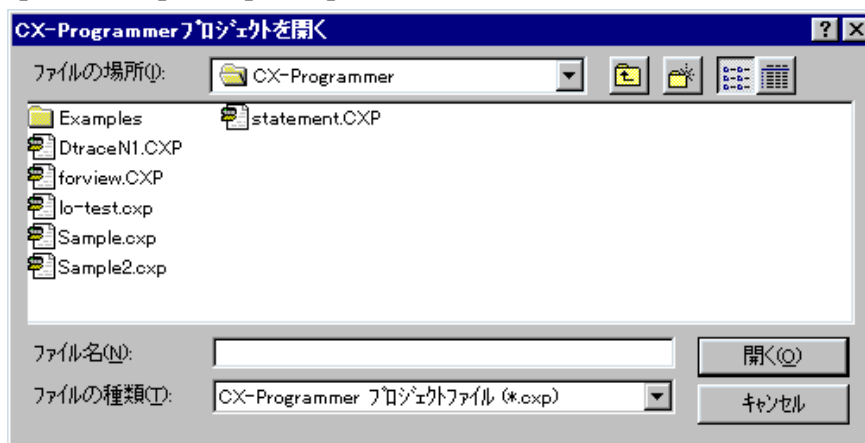 CX-Programmerﾌﾟﾛｼﾞｪｸﾄを開く
ﾌｧｲﾙの場所(I):
CX-Programmer
Examples
DtraceN1.CXP
forview.CXP
Io-test.cxp
Sample.cxp
Sample2.cxp
statement.CXP
ﾌｧｲﾙ名(N):
開く(O)
ﾌｧｲﾙの種類(T):
CX-Programmer ﾌﾟﾛｼﾞｪｸﾄﾌｧｲﾙ (*.cxp)
ｷｬﾝｾﾙ